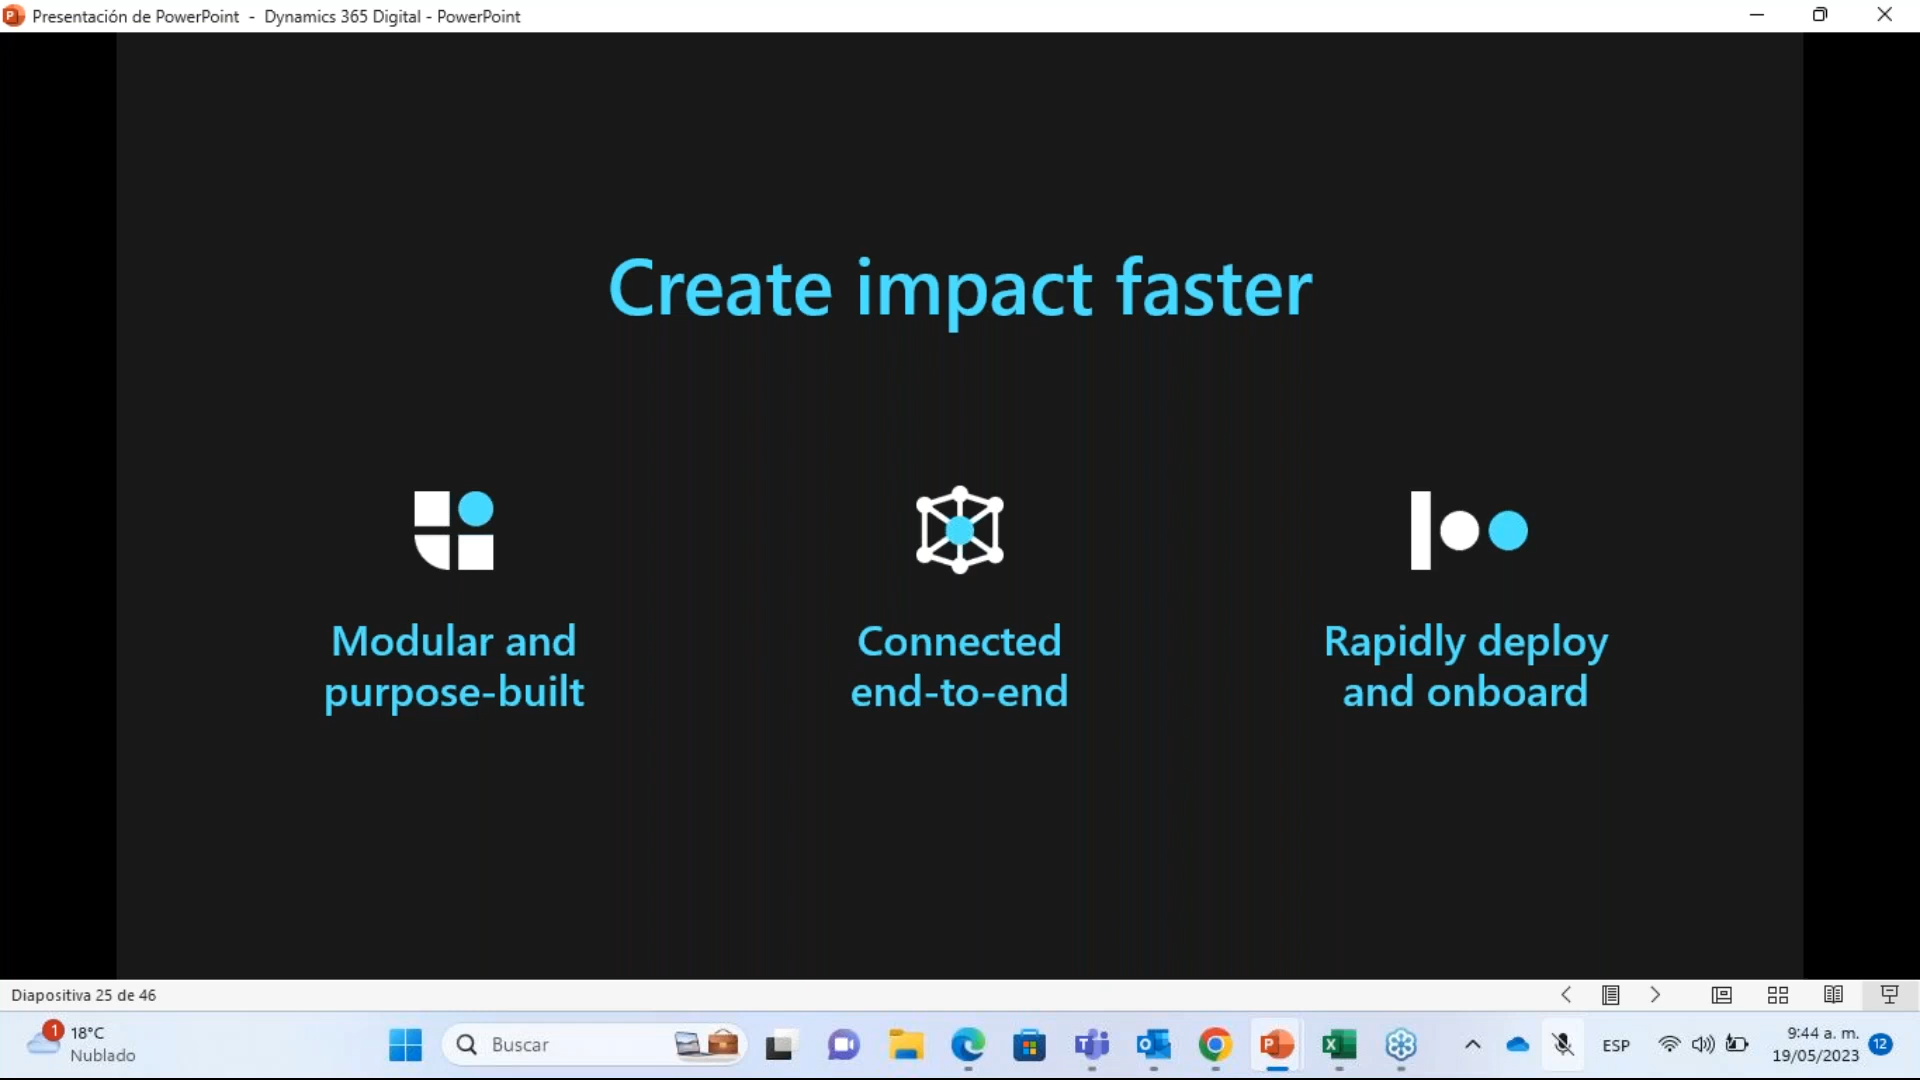 Presentación de PowerPoint - Dynamics 365 Digital - PowerPoint
Create impact faster
Modular and
purpose-built
Connected
end-to-end
Rapidly deploy
and onboard
Diapositiva 25 de 46
1
18°C
Nublado
Buscar
ESP
9:44 a. m.
19/05/2023
12